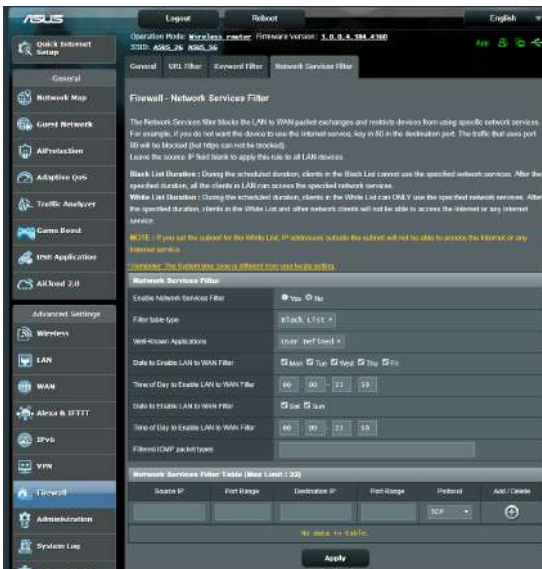 ASUS
Logout
Reboot
English
Operation Mode: Wireless router Firmware Version: 3.0.0.4.384_4360
SSID: ASUS_26 ASUS_56
App
Quick Internet Setup
General
Network Map
Guest Network
AiProtection
Adaptive QoS
Traffic Analyzer
Game Boost
USB Application
AiCloud 2.0
Advanced Settings
Wireless
LAN
WAN
Alexa & IFTTT
IPv6
VPN
Firewall
Administration
System Log
General
URL Filter
Keyword Filter
Network Services Filter
Firewall - Network Services Filter
The Network Services filter blocks the LAN to WAN packet exchanges and restricts devices from using specific network services.
For example, if you do not want the device to use the Internet service, key in 80 in the destination port. The traffic that uses port
80 will be blocked (but https can not be blocked).
Leave the source IP field blank to apply this rule to all LAN devices.
Black List Duration : During the scheduled duration, clients in the Black List cannot use the specified network services. After the
specified duration, all the clients in LAN can access the specified network services.
White List Duration : During the scheduled duration, clients in the White List can ONLY use the specified network services. After
the specified duration, clients in the White List and other network clients will not be able to access the Internet or any Internet
service.
NOTE : If you set the subnet for the White List, IP addresses outside the subnet will not be able to access the Internet or any
Internet service.
* Reminder: The System time zone is different from your locale setting.
Network Services Filter
Enable Network Services Filter
Yes No
Filter table type
Black List
Well-Known Applications
User Defined
Date to Enable LAN to WAN Filter
Mon Tue Wed Thu Fri
Time of Day to Enable LAN to WAN Filter
00 : 00 - 23 : 59
Date to Enable LAN to WAN Filter
Sat Sun
Time of Day to Enable LAN to WAN Filter
00 : 00 - 23 : 59
Filtered ICMP packet types
Network Services Filter Table (Max Limit : 32)
Source IP Port Range Destination IP Port Range Protocol Add / Delete
TCP
No data in table.
Apply